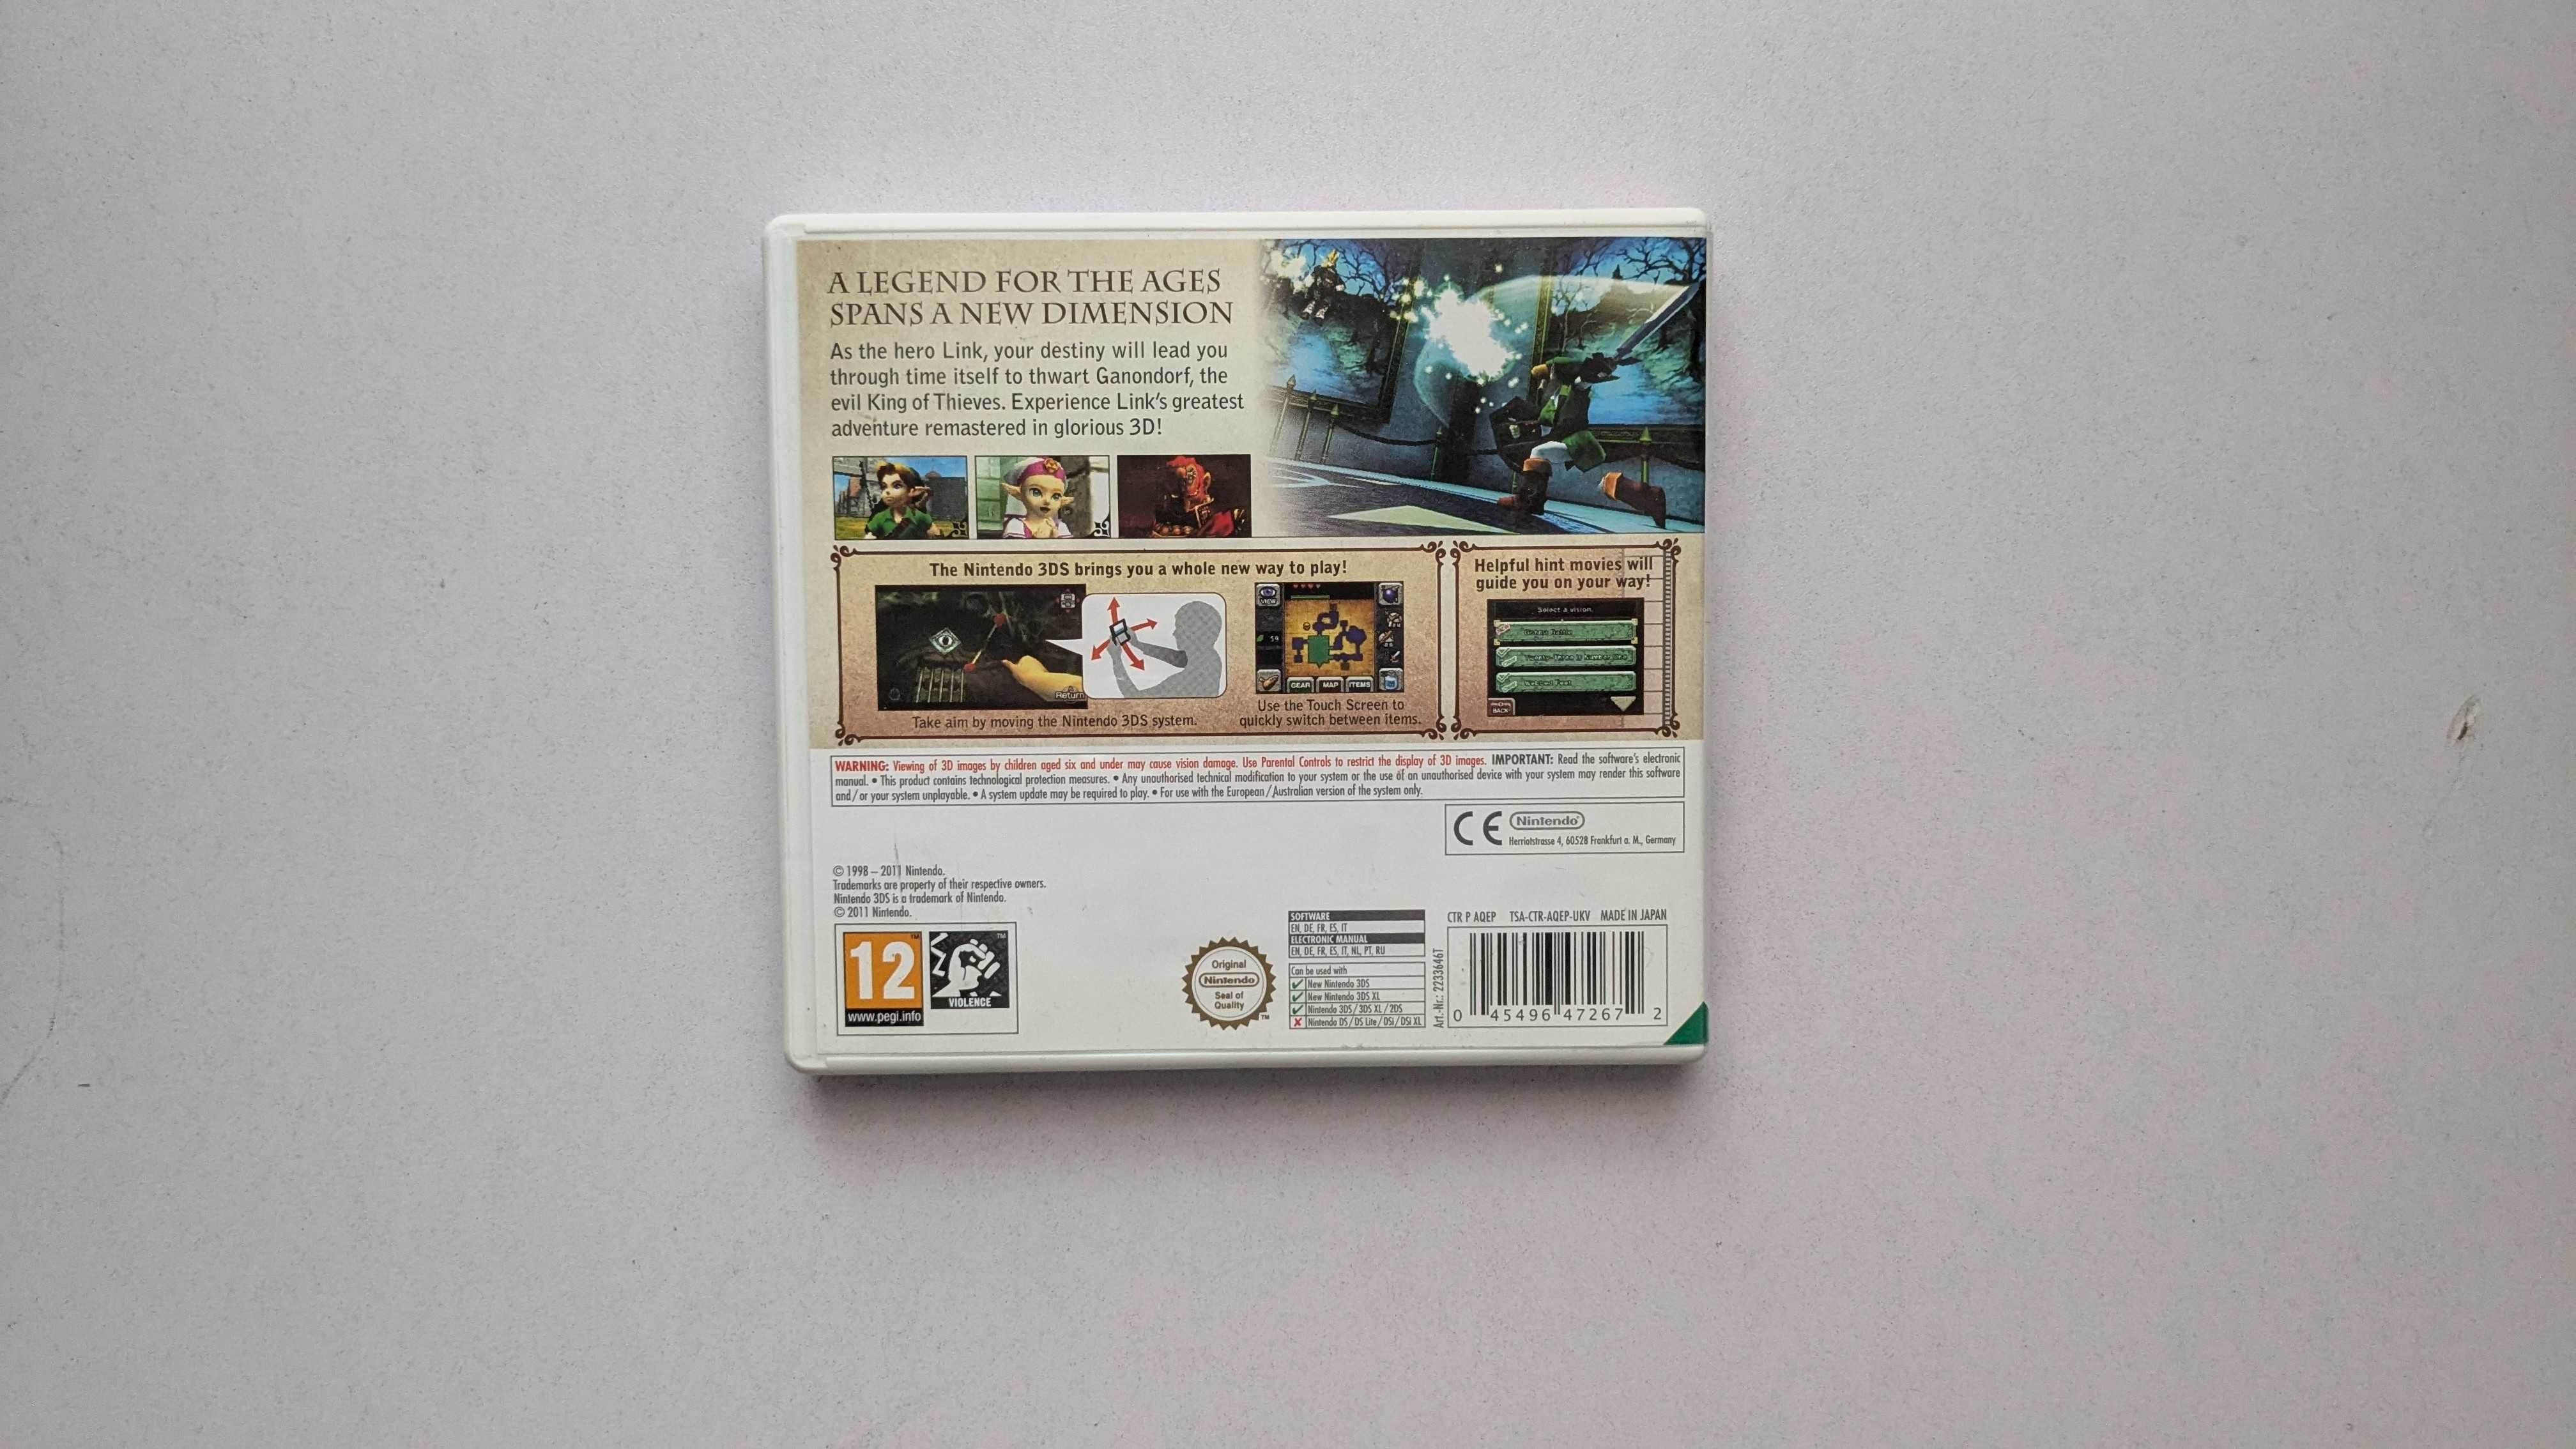 A LEGEND FOR THE AGES
SPANS A NEW DIMENSION
As the hero Link, your destiny will lead you
through time itself to thwart Ganondorf, the
evil King of Thieves. Experience Link's greatest
adventure remastered in glorious 3D!
The Nintendo 3DS brings you a whole new way to play!
Return
Take aim by moving the Nintendo 3DS system.
VIEW
59
GEAR MAP ITEMS
Use the Touch Screen to
quickly switch between items.
Helpful hint movies will
guide you on your way!
Select a vision.
BACK
WARNING: Viewing of 3D images by children aged six and under may cause vision damage. Use Parental Controls to restrict the display of 3D images. IMPORTANT: Read the software's electronic
manual. • This product contains technological protection measures. • Any unauthorised technical modification to your system or the use of an unauthorised device with your system may render this software
and/or your system unplayable. • A system update may be required to play. • For use with the European/Australian version of the system only.
CE Nintendo
Herriotstrasse 4, 60528 Frankfurt a. M., Germany
© 1998 – 2011 Nintendo.
Trademarks are property of their respective owners.
Nintendo 3DS is a trademark of Nintendo.
© 2011 Nintendo.
12 ™
www.pegi.info
™
VIOLENCE
Original
Nintendo
Seal of
Quality
TM
SOFTWARE
EN, DE, FR, ES, IT
ELECTRONIC MANUAL
EN, DE, FR, ES, IT, NL, PT, RU
Can be used with
New Nintendo 3DS
New Nintendo 3DS XL
Nintendo 3DS/3DS XL/2DS
Nintendo DS/DS Lite/DSi/DSi XL
CTR P AQEP TSA-CTR-AQEP-UKV MADE IN JAPAN
Art.-Nr.: 2233646T
0 45496 47267 2